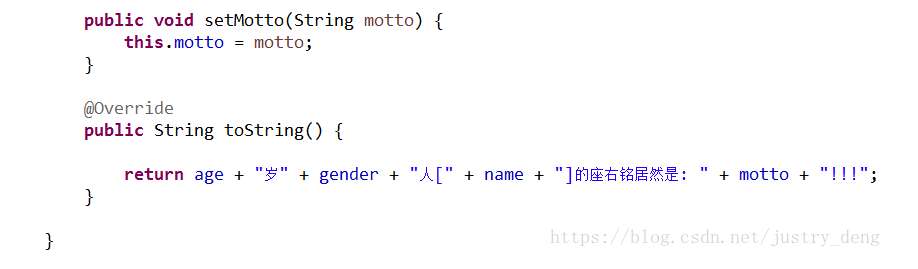 public void setMotto(String motto) {
this.motto = motto;
}
@Override
public String toString() {
return age + "岁" + gender + "人[" + name + "]的座右铭居然是: " + motto + "!!!";
}
}
https://blog.csdn.net/justry_deng